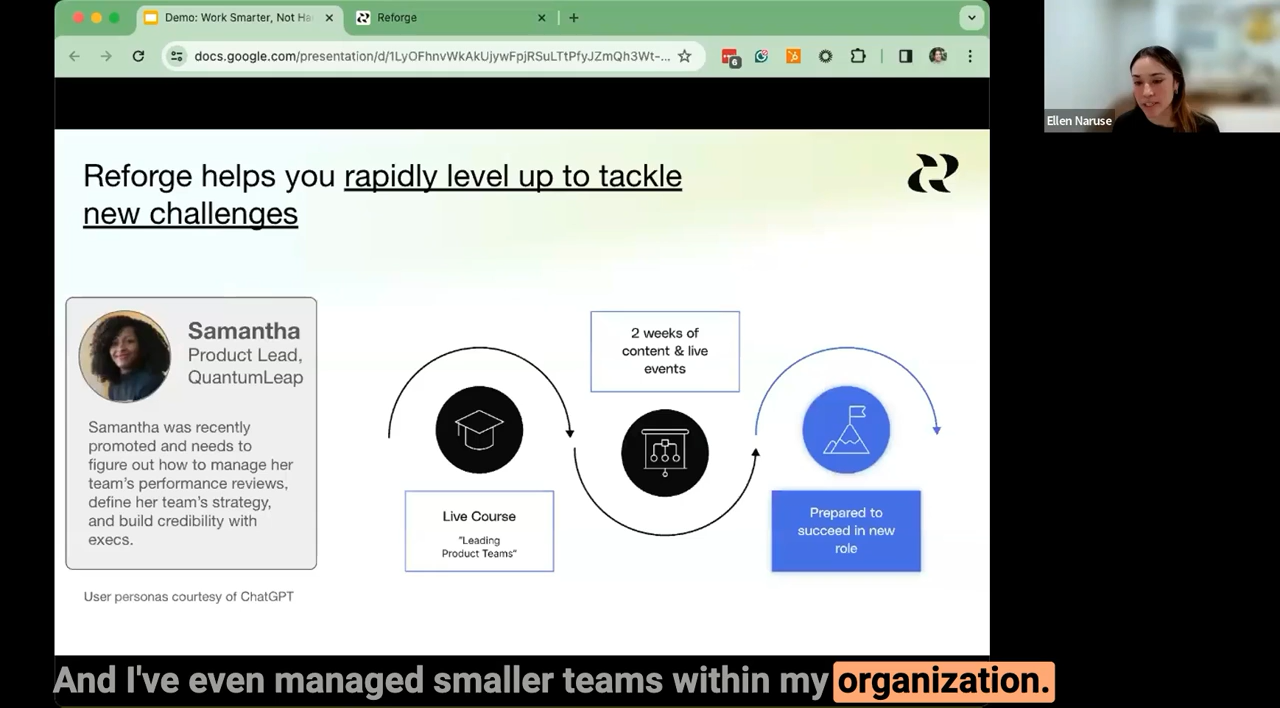 Demo: Work Smarter, Not Ha
Reforge
docs.google.com/presentation/d/1LyOFhnvWkAkUjywFpjRSuLTtPfyJZmQh3Wt-...
6
Ellen Naruse
Reforge helps you rapidly level up to tackle
new challenges
Samantha
Product Lead,
QuantumLeap
Samantha was recently
promoted and needs to
figure out how to manage her
team's performance reviews,
define her team's strategy,
and build credibility with
execs.
User personas courtesy of ChatGPT
Live Course
"Leading
Product Teams"
2 weeks of
content & live
events
Prepared to
succeed in new
role
And I've even managed smaller teams within my organization.